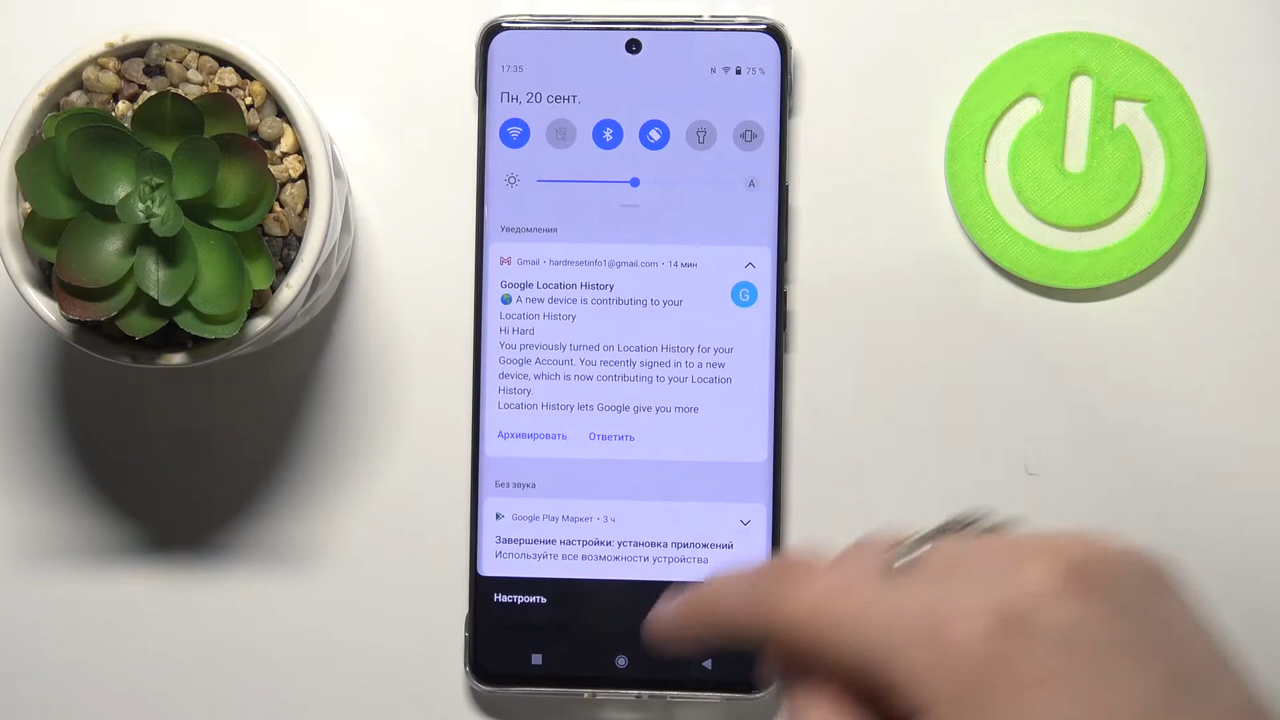 17:35
N 75 %
Пн, 20 сент.
A
Уведомления
Gmail • hardresetinfo1@gmail.com • 14 мин
Google Location History
G
🌍 A new device is contributing to your
Location History
Hi Hard
You previously turned on Location History for your
Google Account. You recently signed in to a new
device, which is now contributing to your Location
History.
Location History lets Google give you more
Архивировать Ответить
Без звука
Google Play Маркет • 3 ч
Завершение настройки: установка приложений
Используйте все возможности устройства
Настроить